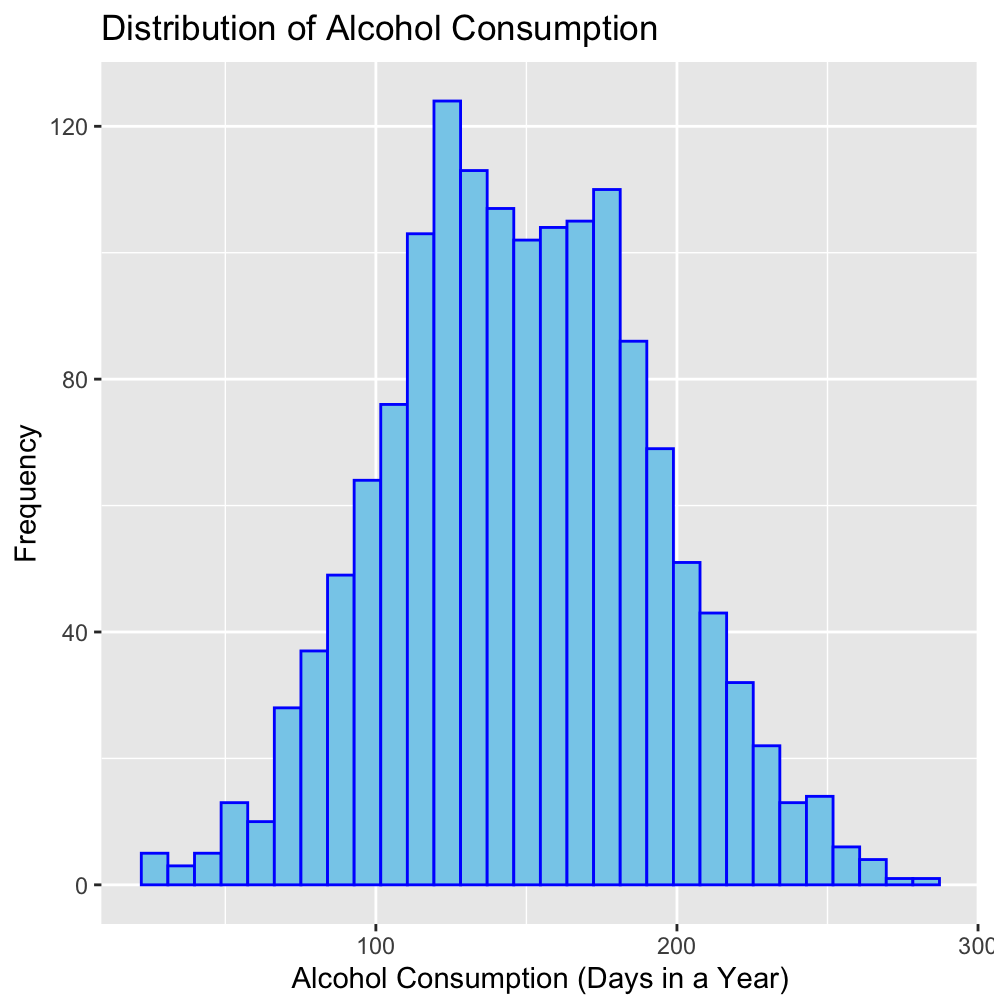 Distribution of Alcohol Consumption
120
80
40
0
Frequency
100
200
300
Alcohol Consumption (Days in a Year)